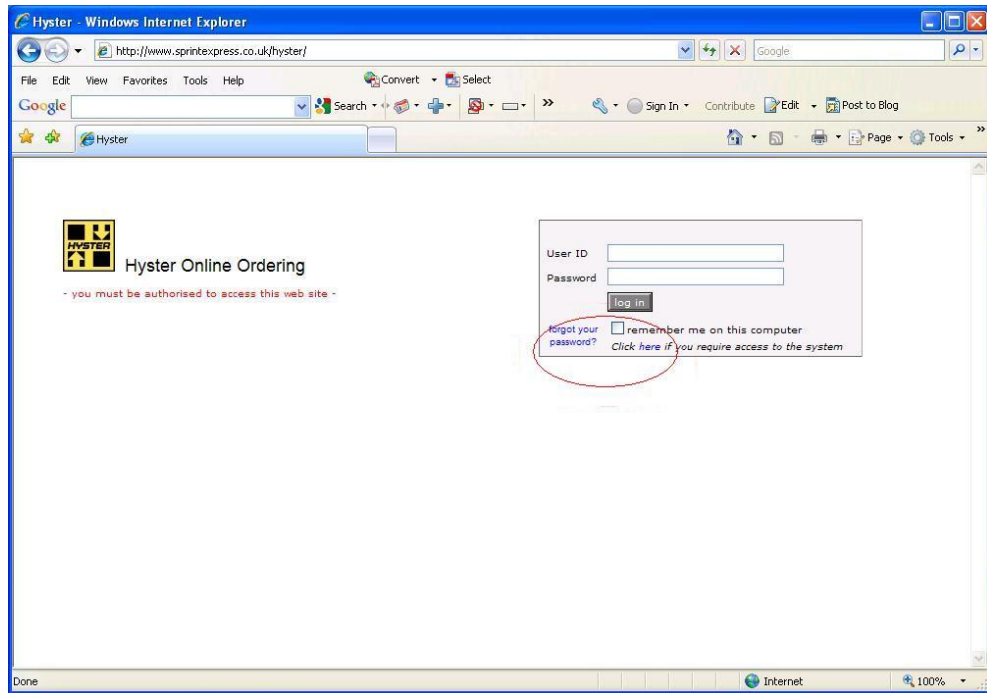 Hyster - Windows Internet Explorer
http://www.sprintexpress.co.uk/hyster/
Google
File Edit View Favorites Tools Help
Convert Select
Google
Search
»
Sign In
Contribute Edit Post to Blog
Hyster
Page Tools »
HYSTER
Hyster Online Ordering
- you must be authorised to access this web site -
User ID
Password
log in
forgot your
password?
remember me on this computer
Click here if you require access to the system
Done
Internet
100%